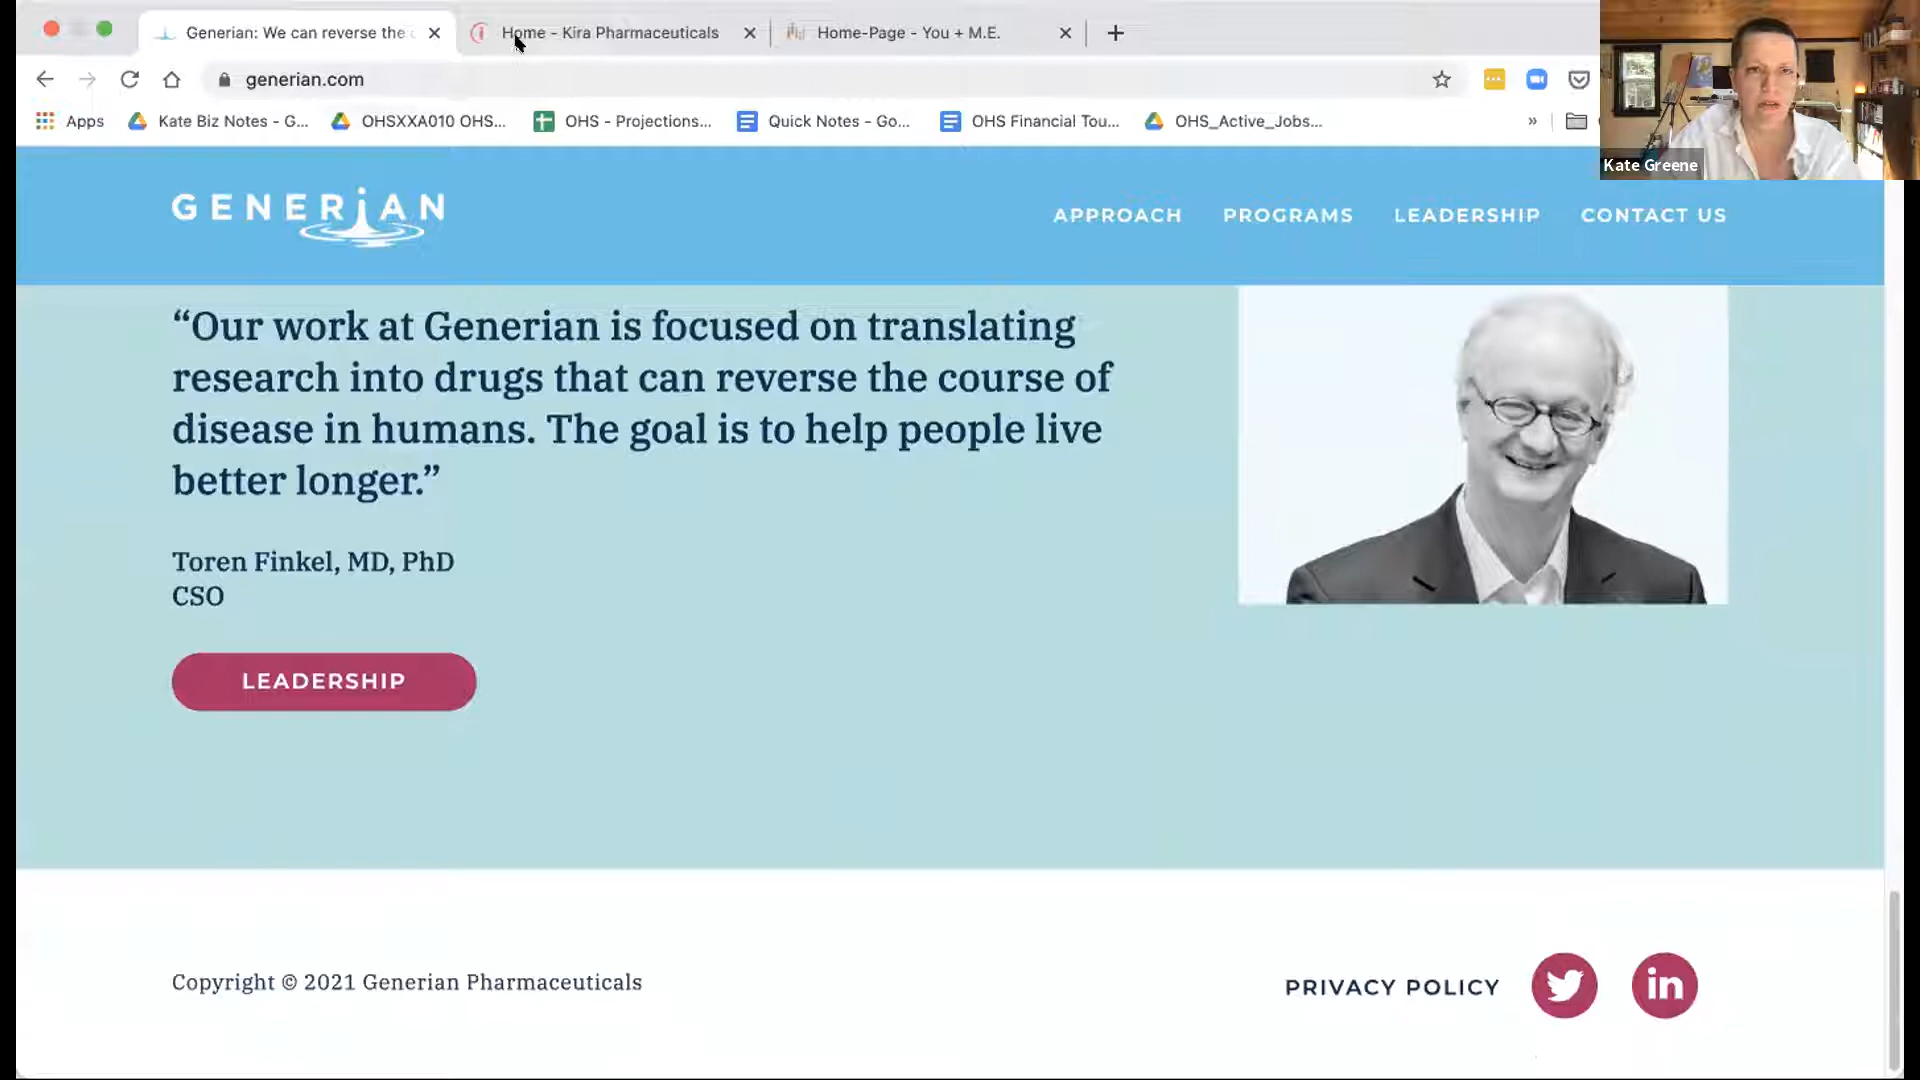 Generian: We can reverse the
Home - Kira Pharmaceuticals
Home-Page - You + M.E.
generian.com
Apps
Kate Biz Notes - G...
OHSXXA010 OHS...
OHS - Projections...
Quick Notes - Go...
OHS Financial Tou...
OHS_Active_Jobs...
»
Kate Greene
GENERiAN
APPROACH
PROGRAMS
LEADERSHIP
CONTACT US
“Our work at Generian is focused on translating
research into drugs that can reverse the course of
disease in humans. The goal is to help people live
better longer.”
Toren Finkel, MD, PhD
CSO
LEADERSHIP
Copyright © 2021 Generian Pharmaceuticals
PRIVACY POLICY
in